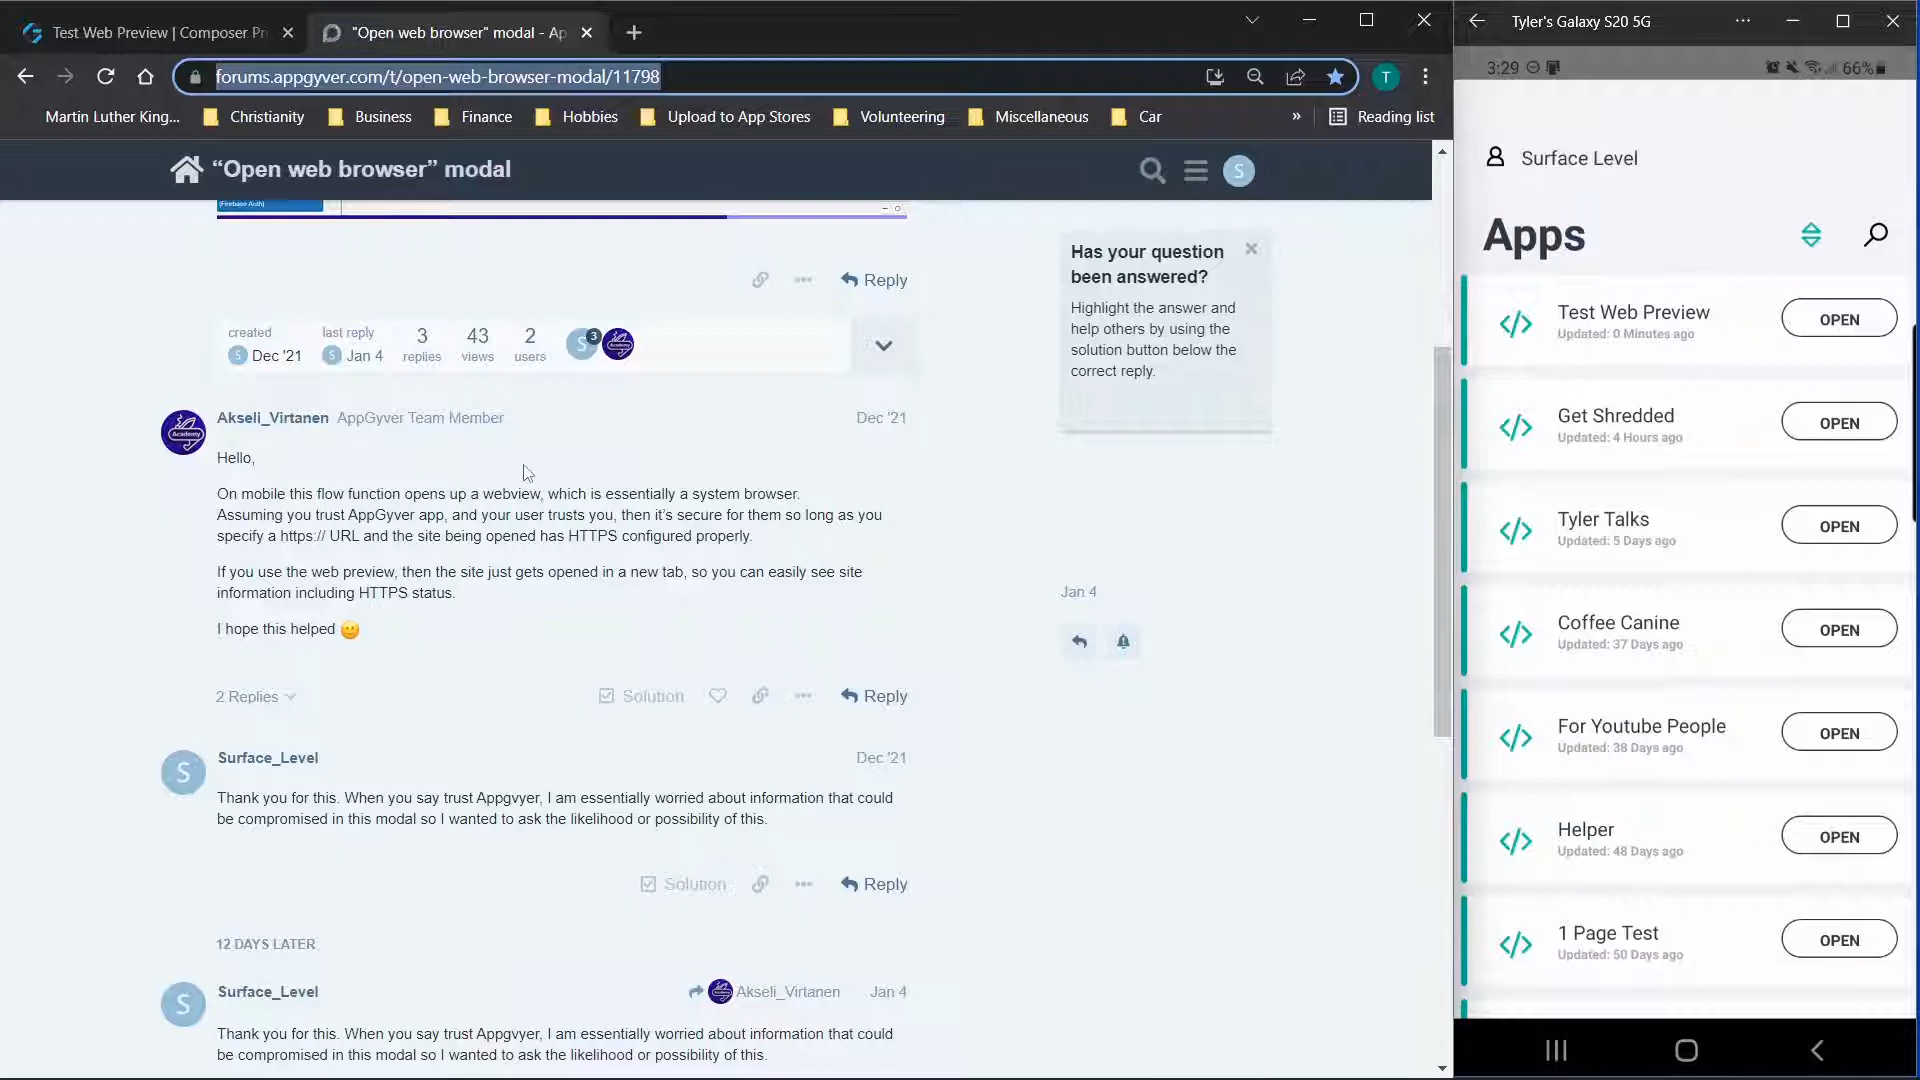 Test Web Preview | Composer Pr
"Open web browser" modal - Ap
forums.appgyver.com/t/open-web-browser-modal/11798
T
Martin Luther King...
Christianity
Business
Finance
Hobbies
Upload to App Stores
Volunteering
Miscellaneous
Car
»
Reading list
“Open web browser” modal
S
(Firebase Auth)
Reply
created
S Dec '21
last reply
S Jan 4
3
replies
43
views
2
users
S 3
Academy
Akseli_Virtanen AppGyver Team Member
Dec '21
Academy
Hello,
On mobile this flow function opens up a webview, which is essentially a system browser.
Assuming you trust AppGyver app, and your user trusts you, then it’s secure for them so long as you
specify a https:// URL and the site being opened has HTTPS configured properly.
If you use the web preview, then the site just gets opened in a new tab, so you can easily see site
information including HTTPS status.
I hope this helped
2 Replies
Solution
Reply
S
Surface_Level
Dec '21
Thank you for this. When you say trust Appgvyer, I am essentially worried about information that could
be compromised in this modal so I wanted to ask the likelihood or possibility of this.
Solution
Reply
12 DAYS LATER
S
Surface_Level
Akseli_Virtanen
Jan 4
Thank you for this. When you say trust Appgvyer, I am essentially worried about information that could
be compromised in this modal so I wanted to ask the likelihood or possibility of this.
Has your question
been answered?
Highlight the answer and
help others by using the
solution button below the
correct reply.
Jan 4
Tyler's Galaxy S20 5G
3:29
66%
Surface Level
Apps
Test Web Preview
Updated: 0 Minutes ago
OPEN
Get Shredded
Updated: 4 Hours ago
OPEN
Tyler Talks
Updated: 5 Days ago
OPEN
Coffee Canine
Updated: 37 Days ago
OPEN
For Youtube People
Updated: 38 Days ago
OPEN
Helper
Updated: 48 Days ago
OPEN
1 Page Test
Updated: 50 Days ago
OPEN